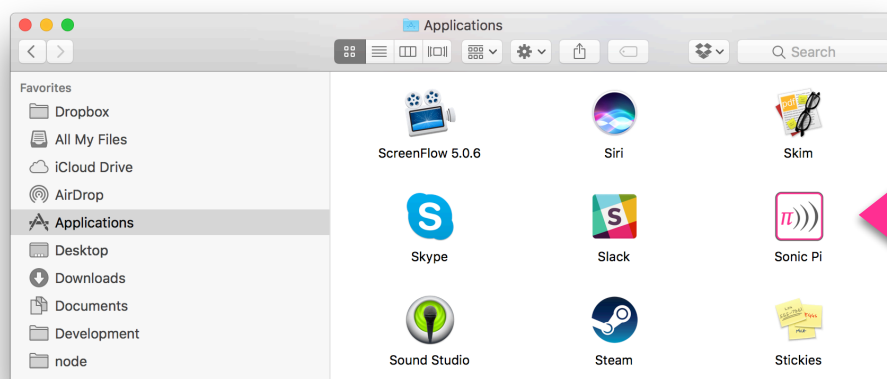 Applications
Search
Favorites
Dropbox
All My Files
iCloud Drive
AirDrop
Applications
Desktop
Downloads
Documents
Development
node
pdf
ScreenFlow 5.0.6
Siri
Skim
S
S
π)))
Skype
Slack
Sonic Pi
Sound Studio
Steam
Stickies